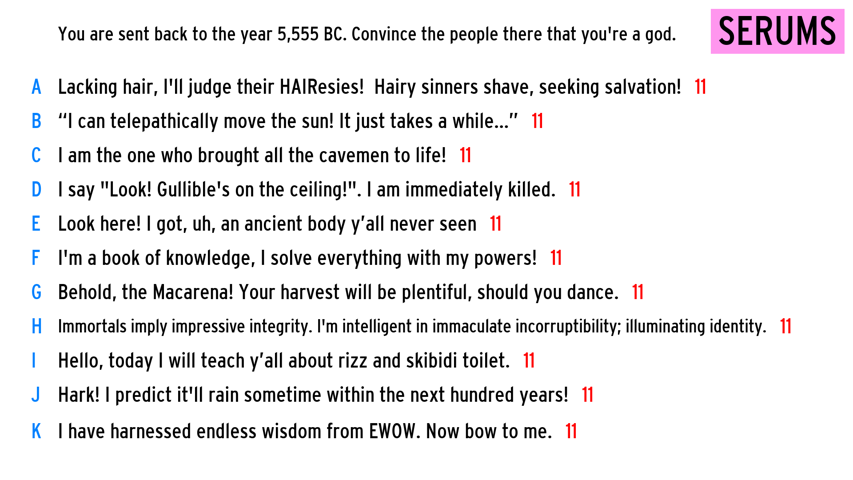 You are sent back to the year 5,555 BC. Convince the people there that you're a god. SERUMS
A Lacking hair, I'll judge their HAIResies! Hairy sinners shave, seeking salvation! 11
B “I can telepathically move the sun! It just takes a while...” 11
C I am the one who brought all the cavemen to life! 11
D I say "Look! Gullible's on the ceiling!". I am immediately killed. 11
E Look here! I got, uh, an ancient body y’all never seen 11
F I'm a book of knowledge, I solve everything with my powers! 11
G Behold, the Macarena! Your harvest will be plentiful, should you dance. 11
H Immortals imply impressive integrity. I'm intelligent in immaculate incorruptibility; illuminating identity. 11
I Hello, today I will teach y’all about rizz and skibidi toilet. 11
J Hark! I predict it'll rain sometime within the next hundred years! 11
K I have harnessed endless wisdom from EWOW. Now bow to me. 11